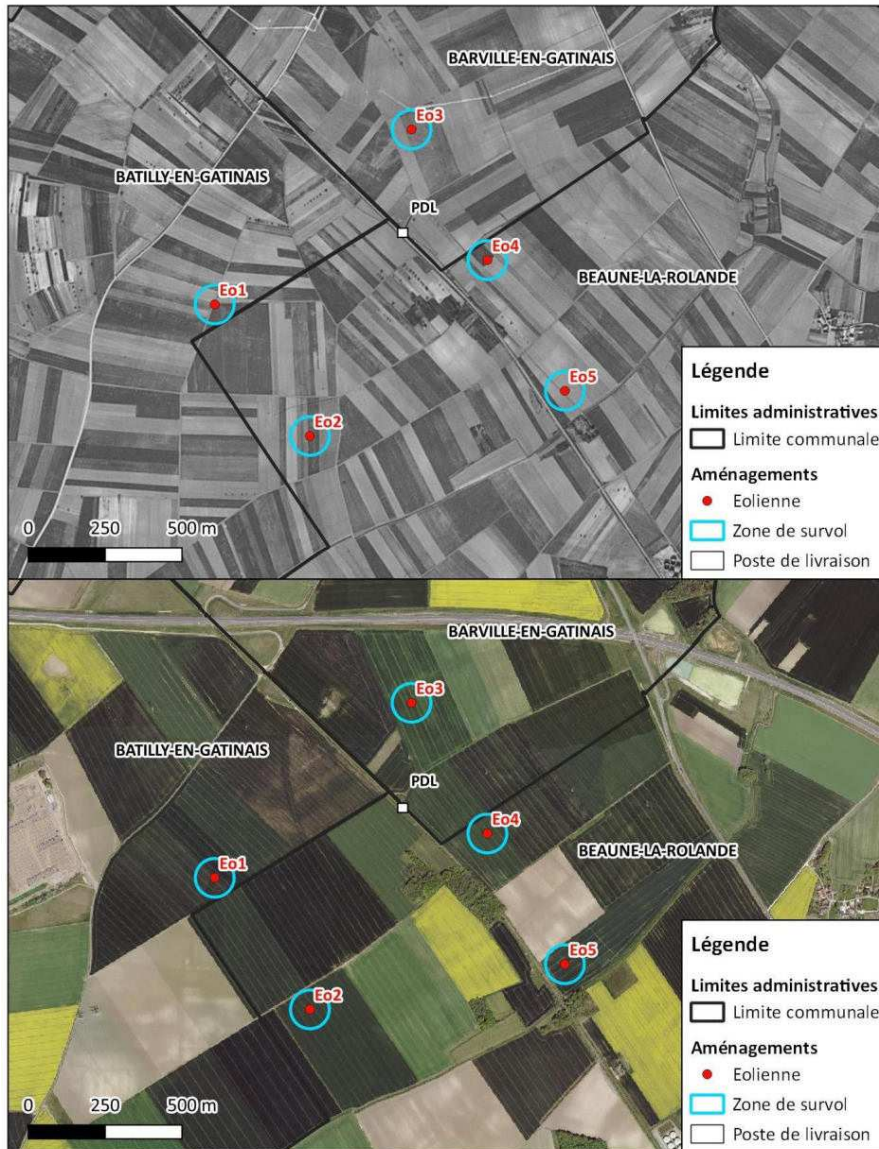 BARVILLE-EN-GATINAIS
Eo3
BATILLY-EN-GATINAIS
PDL
Eo4
BEAUNE-LA-ROLANDE
Eo1
Eo5
Eo2
0 250 500 m
Légende
Limites administratives
Limite communale
Aménagements
Eolienne
Zone de survol
Poste de livraison
BARVILLE-EN-GATINAIS
Eo3
BATILLY-EN-GATINAIS
PDL
Eo4
BEAUNE-LA-ROLANDE
Eo1
Eo5
Eo2
0 250 500 m
Légende
Limites administratives
Limite communale
Aménagements
Eolienne
Zone de survol
Poste de livraison